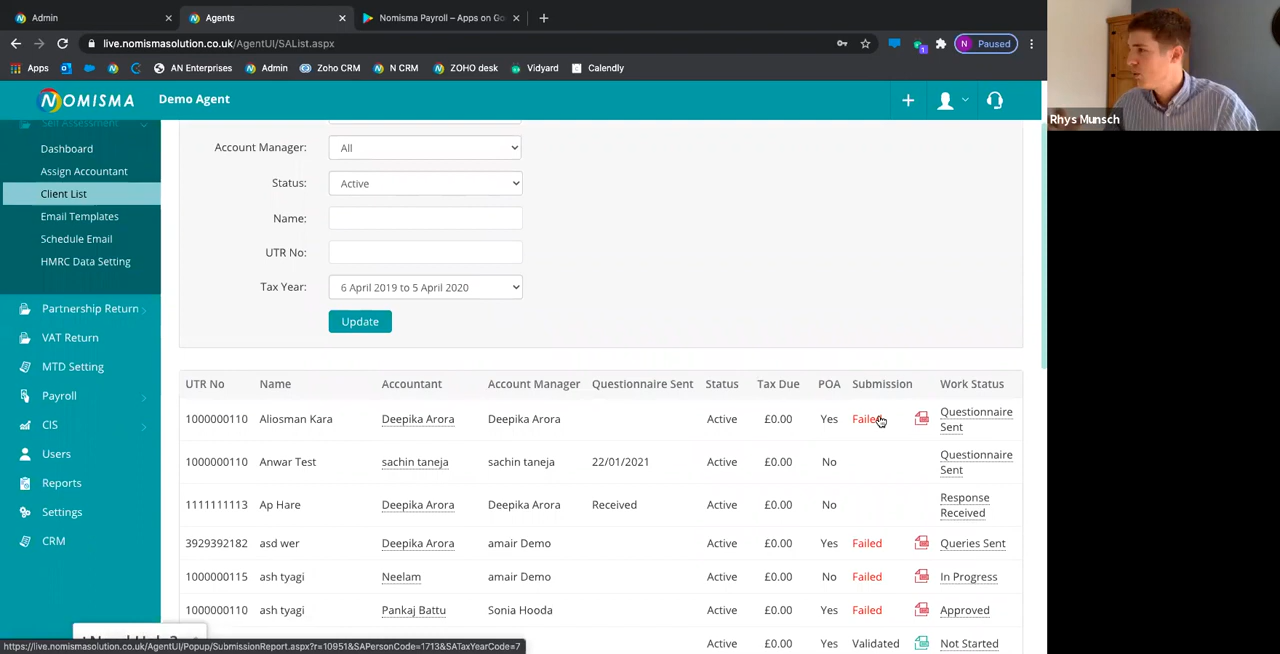 Admin
Agents
Nomisma Payroll – Apps on Go
live.nomismasolution.co.uk/AgentUI/SAList.aspx
N Paused
Apps
AN Enterprises
Admin
Zoho CRM
N CRM
ZOHO desk
Vidyard
Calendly
NOMISMA
Demo Agent
Rhys Munsch
Self Assessment
Dashboard
Assign Accountant
Client List
Email Templates
Schedule Email
HMRC Data Setting
Partnership Return
VAT Return
MTD Setting
Payroll
CIS
Users
Reports
Settings
CRM
Account Manager: All
Status: Active
Name:
UTR No:
Tax Year: 6 April 2019 to 5 April 2020
Update
UTR No Name Accountant Account Manager Questionnaire Sent Status Tax Due POA Submission Work Status
1000000110 Aliosman Kara Deepika Arora Deepika Arora Active £0.00 Yes Failed Questionnaire Sent
1000000110 Anwar Test sachin taneja sachin taneja 22/01/2021 Active £0.00 No Questionnaire Sent
1111111113 Ap Hare Deepika Arora Deepika Arora Received Active £0.00 No Response Received
3929392182 asd wer Deepika Arora amair Demo Active £0.00 Yes Failed Queries Sent
1000000115 ash tyagi Neelam amair Demo Active £0.00 No Failed In Progress
1000000110 ash tyagi Pankaj Battu Sonia Hooda Active £0.00 Yes Failed Approved
Active £0.00 Yes Validated Not Started
https://live.nomismasolution.co.uk/AgentUI/Popup/SubmissionReport.aspx?r=10951&SAPersonCode=1713&SATaxYearCode=7